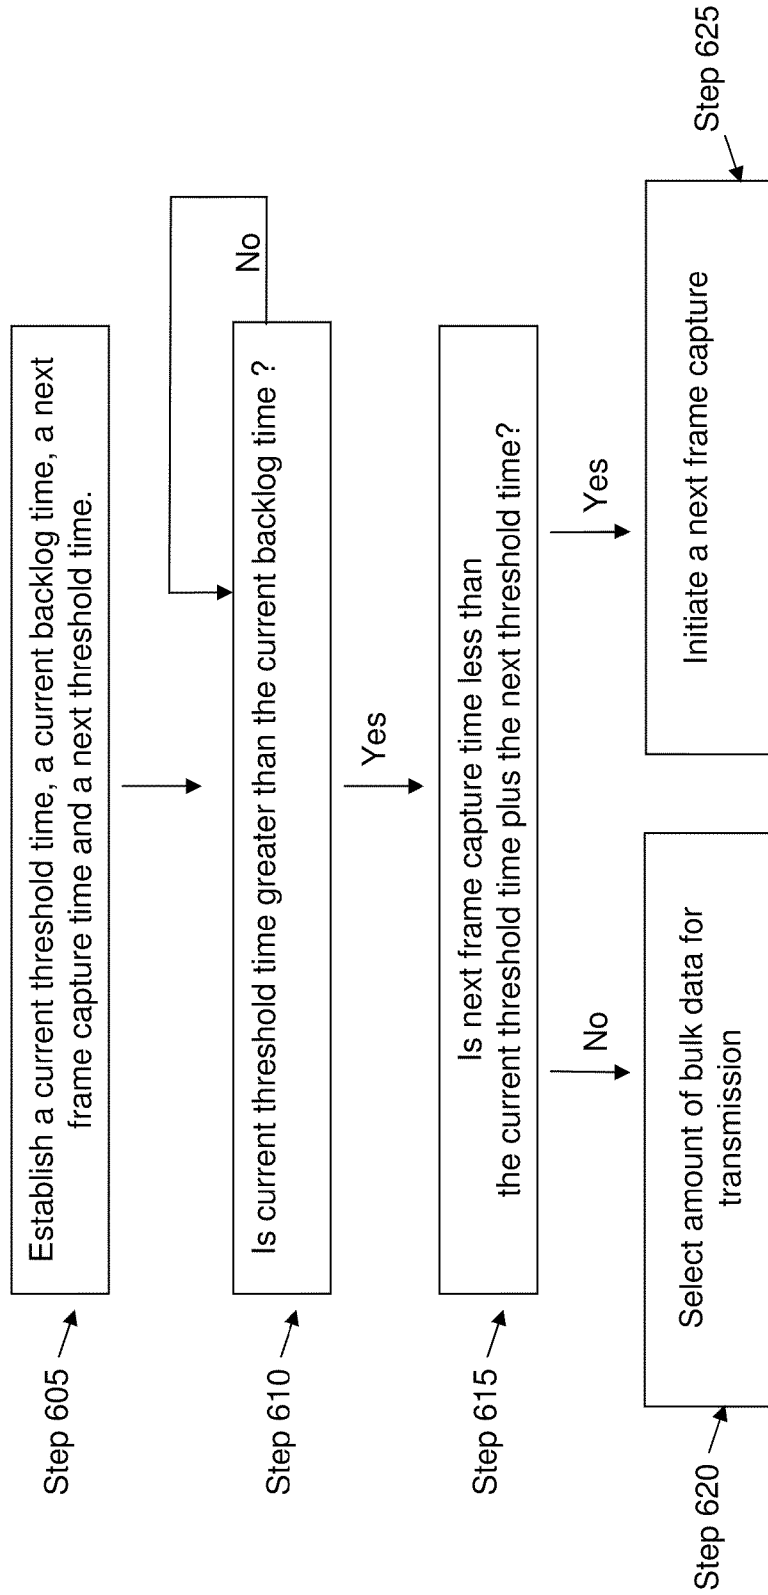 Step 605
Establish a current threshold time, a current backlog time, a next
frame capture time and a next threshold time.
Step 610
Is current threshold time greater than the current backlog time ?
No
Yes
Step 615
Is next frame capture time less than
the current threshold time plus the next threshold time?
No
Yes
Step 620
Select amount of bulk data for
transmission
Initiate a next frame capture
Step 625